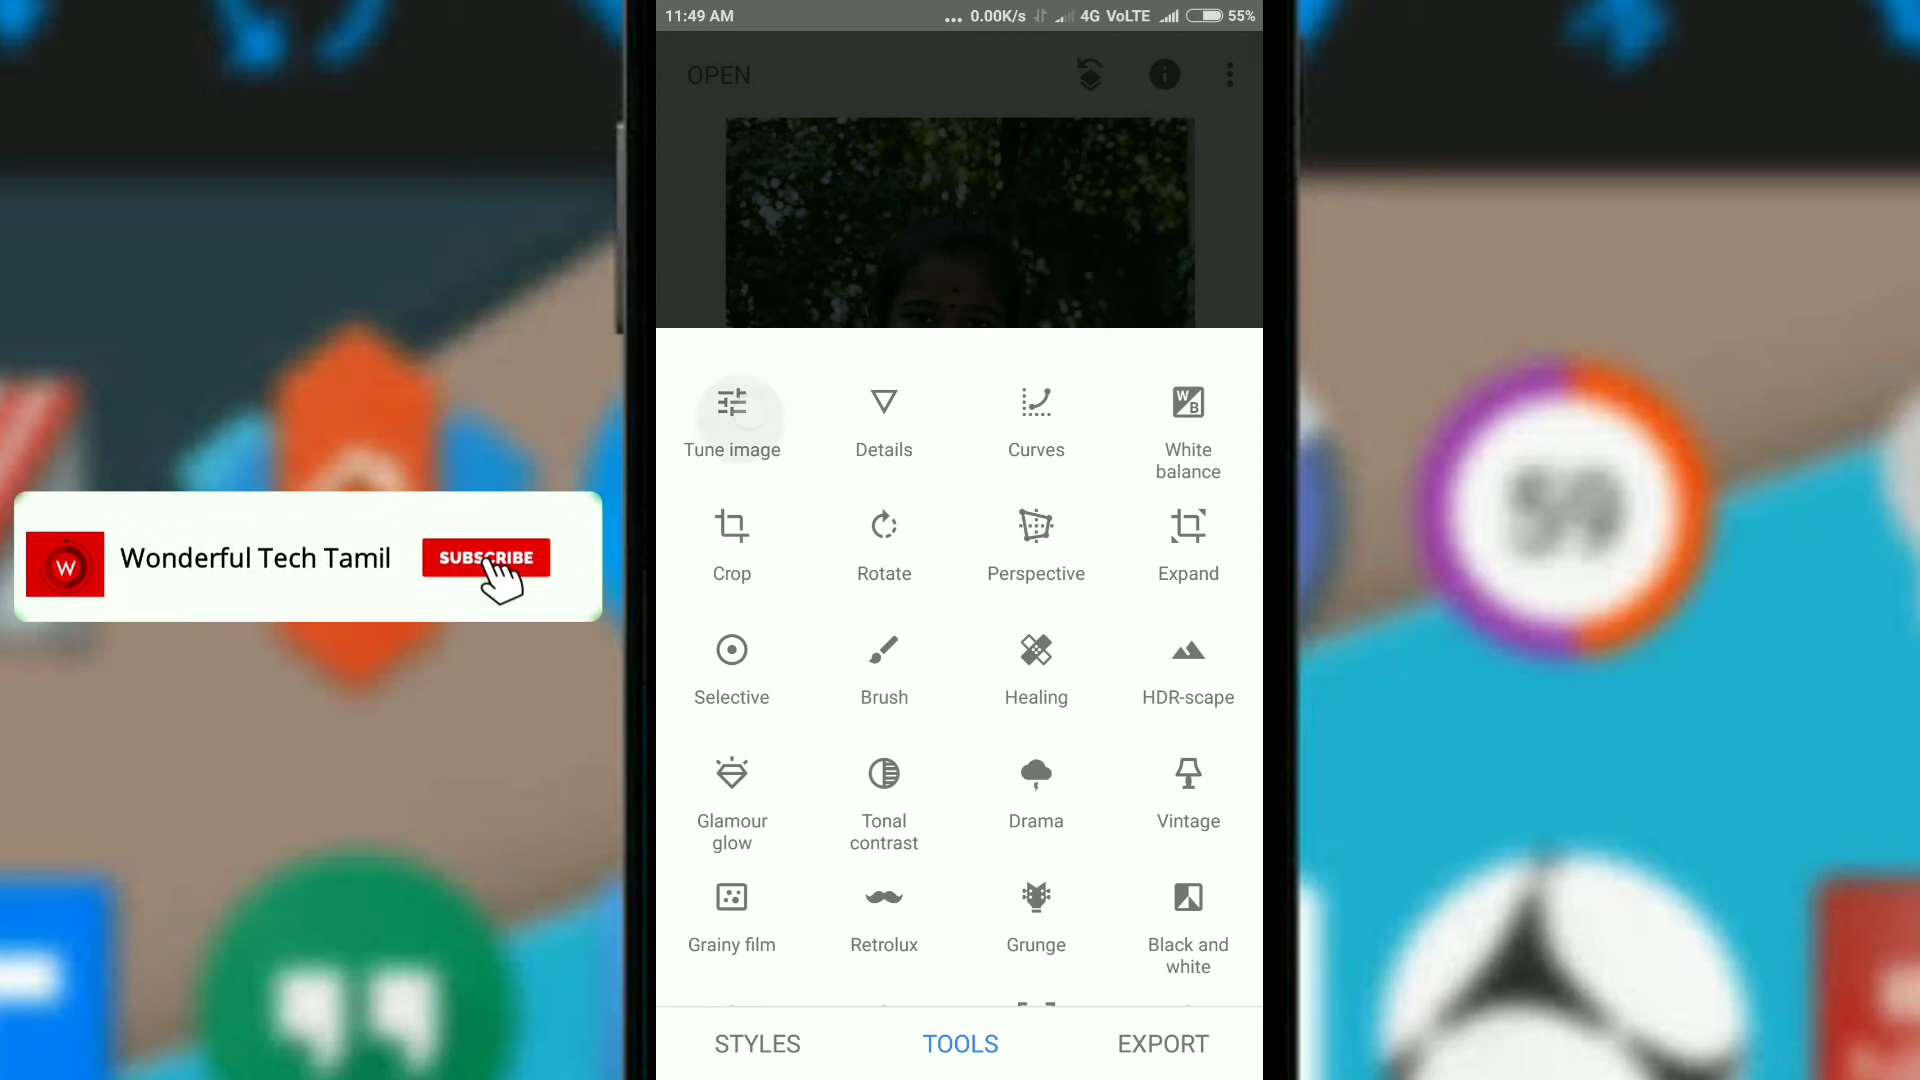 11:49 AM
... 0.00K/s 4G VoLTE 55%
OPEN
Tune image
Details
Curves
White
balance
Crop
Rotate
Perspective
Expand
Selective
Brush
Healing
HDR-scape
Glamour
glow
Tonal
contrast
Drama
Vintage
Grainy film
Retrolux
Grunge
Black and
white
STYLES
TOOLS
EXPORT
W
Wonderful Tech Tamil
SUBSCRIBE
WB
59